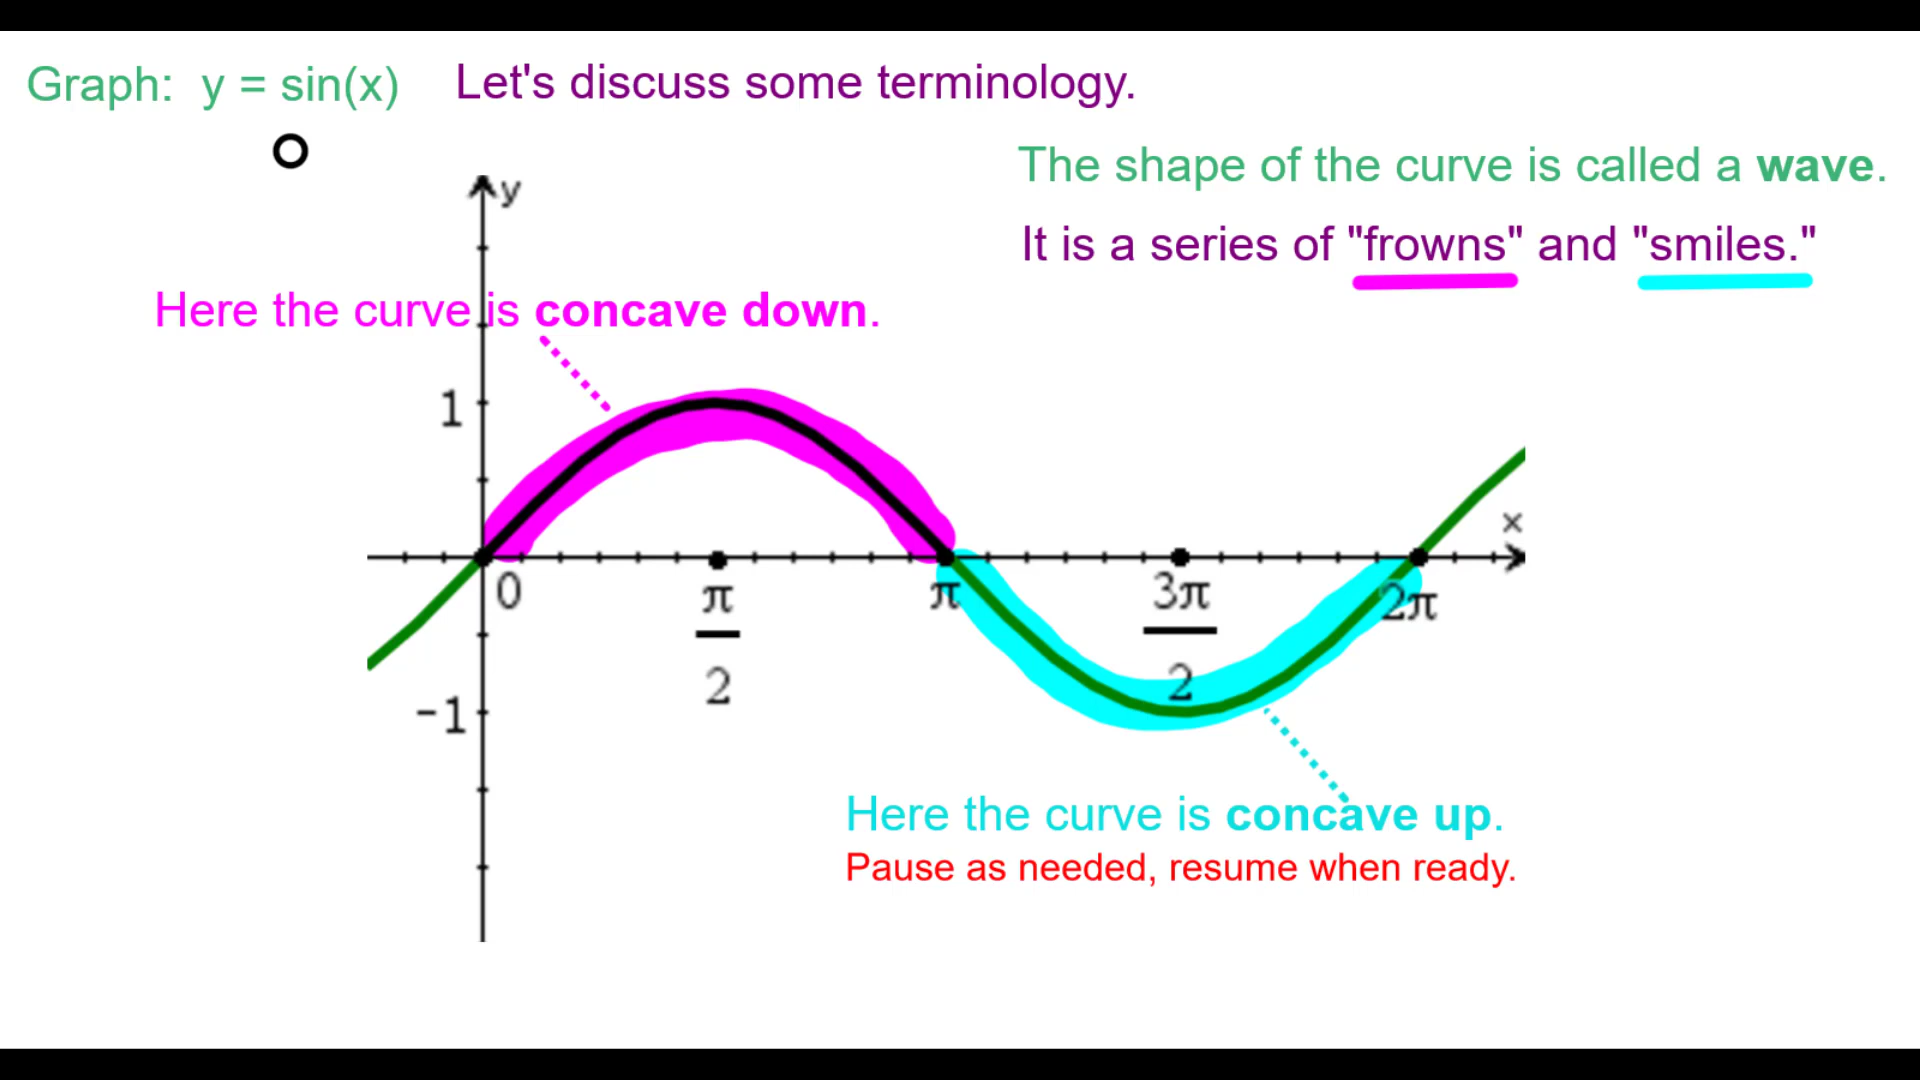 Graph: y = sin(x) Let's discuss some terminology.
The shape of the curve is called a wave.
y
It is a series of "frowns" and "smiles."
Here the curve is concave down.
1
x
0
π
2
π
3π
2
2π
-1
Here the curve is concave up.
Pause as needed, resume when ready.